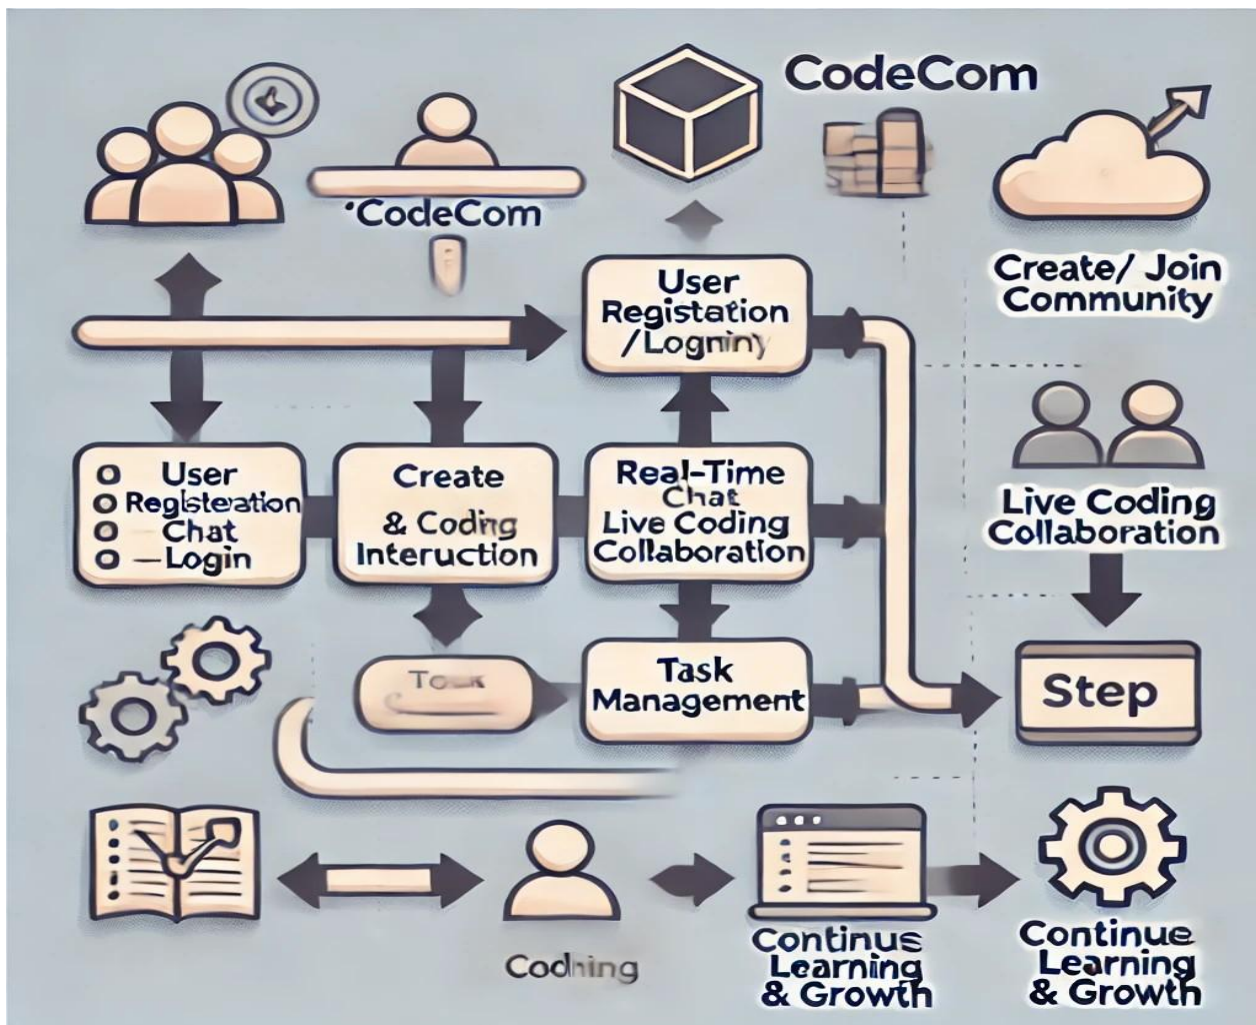 CodeCom
'CodeCom
User
Registation
/Logniny
Create/ Join
Community
User
Registeration
Chat
—Login
Create
& Coding
Interuction
Real-Time
Chat
Live Coding
Collaboration
Live Coding
Collaboration
Task
Management
Step
Codhing
Continus
Learning
& Growth
Continue
Learning
& Growth